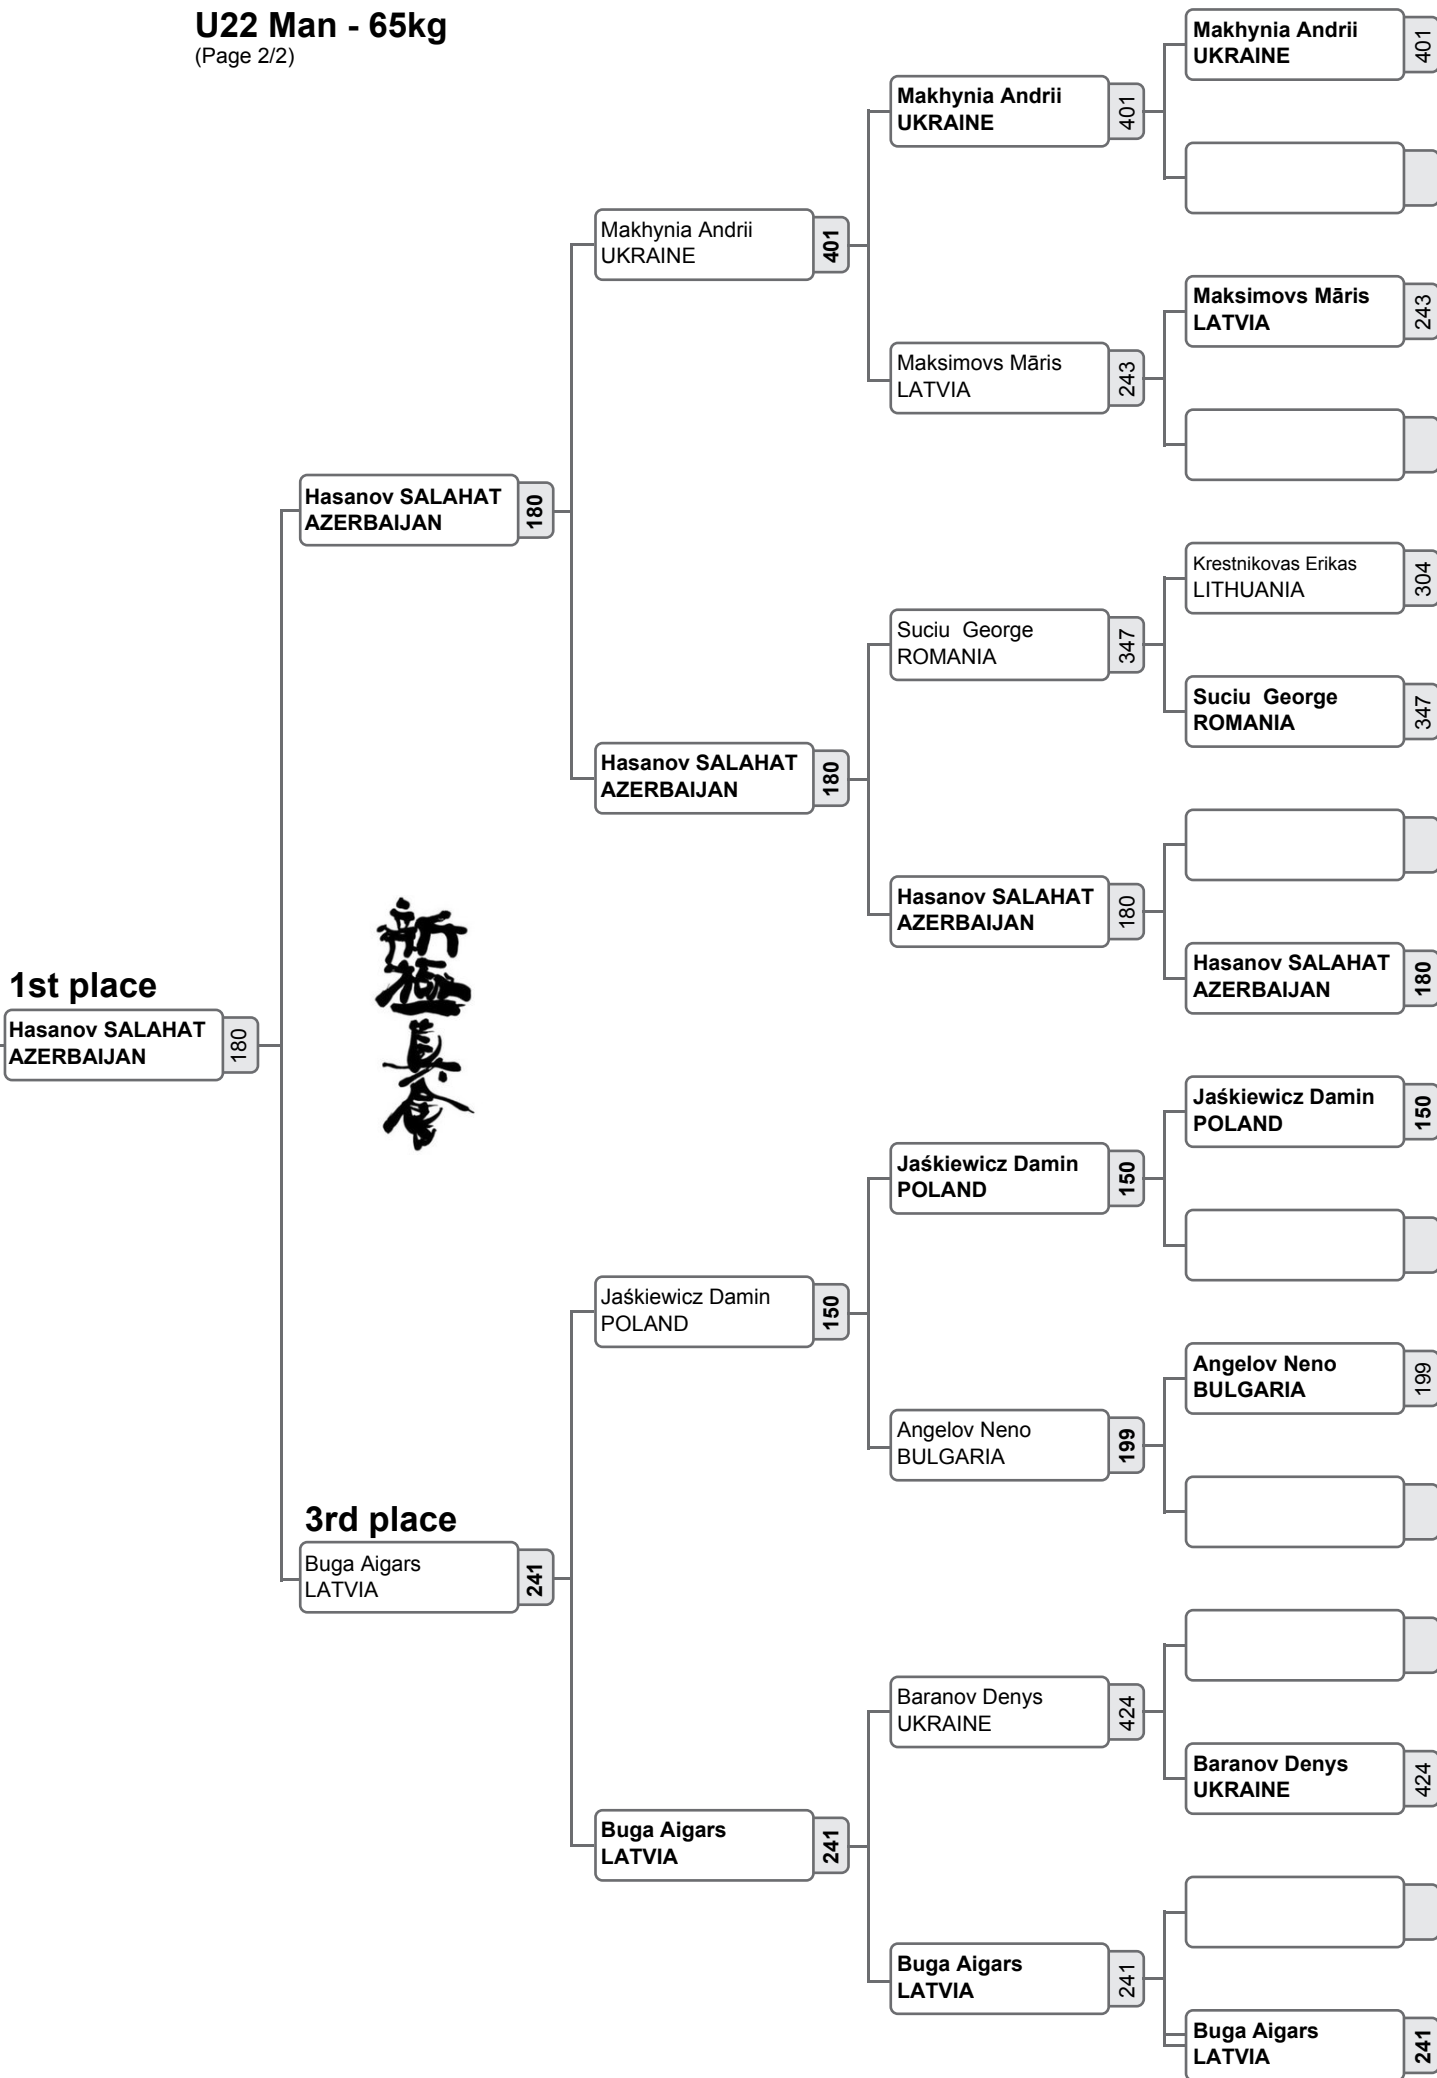 U22 Man - 65kg
(Page 2/2)
1st place
Hasanov SALAHAT
AZERBAIJAN
180
Hasanov SALAHAT
AZERBAIJAN
180
新
極
真
會
3rd place
Buga Aigars
LATVIA
241
Makhynia Andrii
UKRAINE
401
Hasanov SALAHAT
AZERBAIJAN
180
Jaśkiewicz Damin
POLAND
150
Buga Aigars
LATVIA
241
Makhynia Andrii
UKRAINE
401
Maksimovs Māris
LATVIA
243
Suciu  George
ROMANIA
347
Hasanov SALAHAT
AZERBAIJAN
180
Jaśkiewicz Damin
POLAND
150
Angelov Neno
BULGARIA
199
Baranov Denys
UKRAINE
424
Buga Aigars
LATVIA
241
Makhynia Andrii
UKRAINE
401
Maksimovs Māris
LATVIA
243
Krestnikovas Erikas
LITHUANIA
304
Suciu  George
ROMANIA
347
Hasanov SALAHAT
AZERBAIJAN
180
Jaśkiewicz Damin
POLAND
150
Angelov Neno
BULGARIA
199
Baranov Denys
UKRAINE
424
Buga Aigars
LATVIA
241